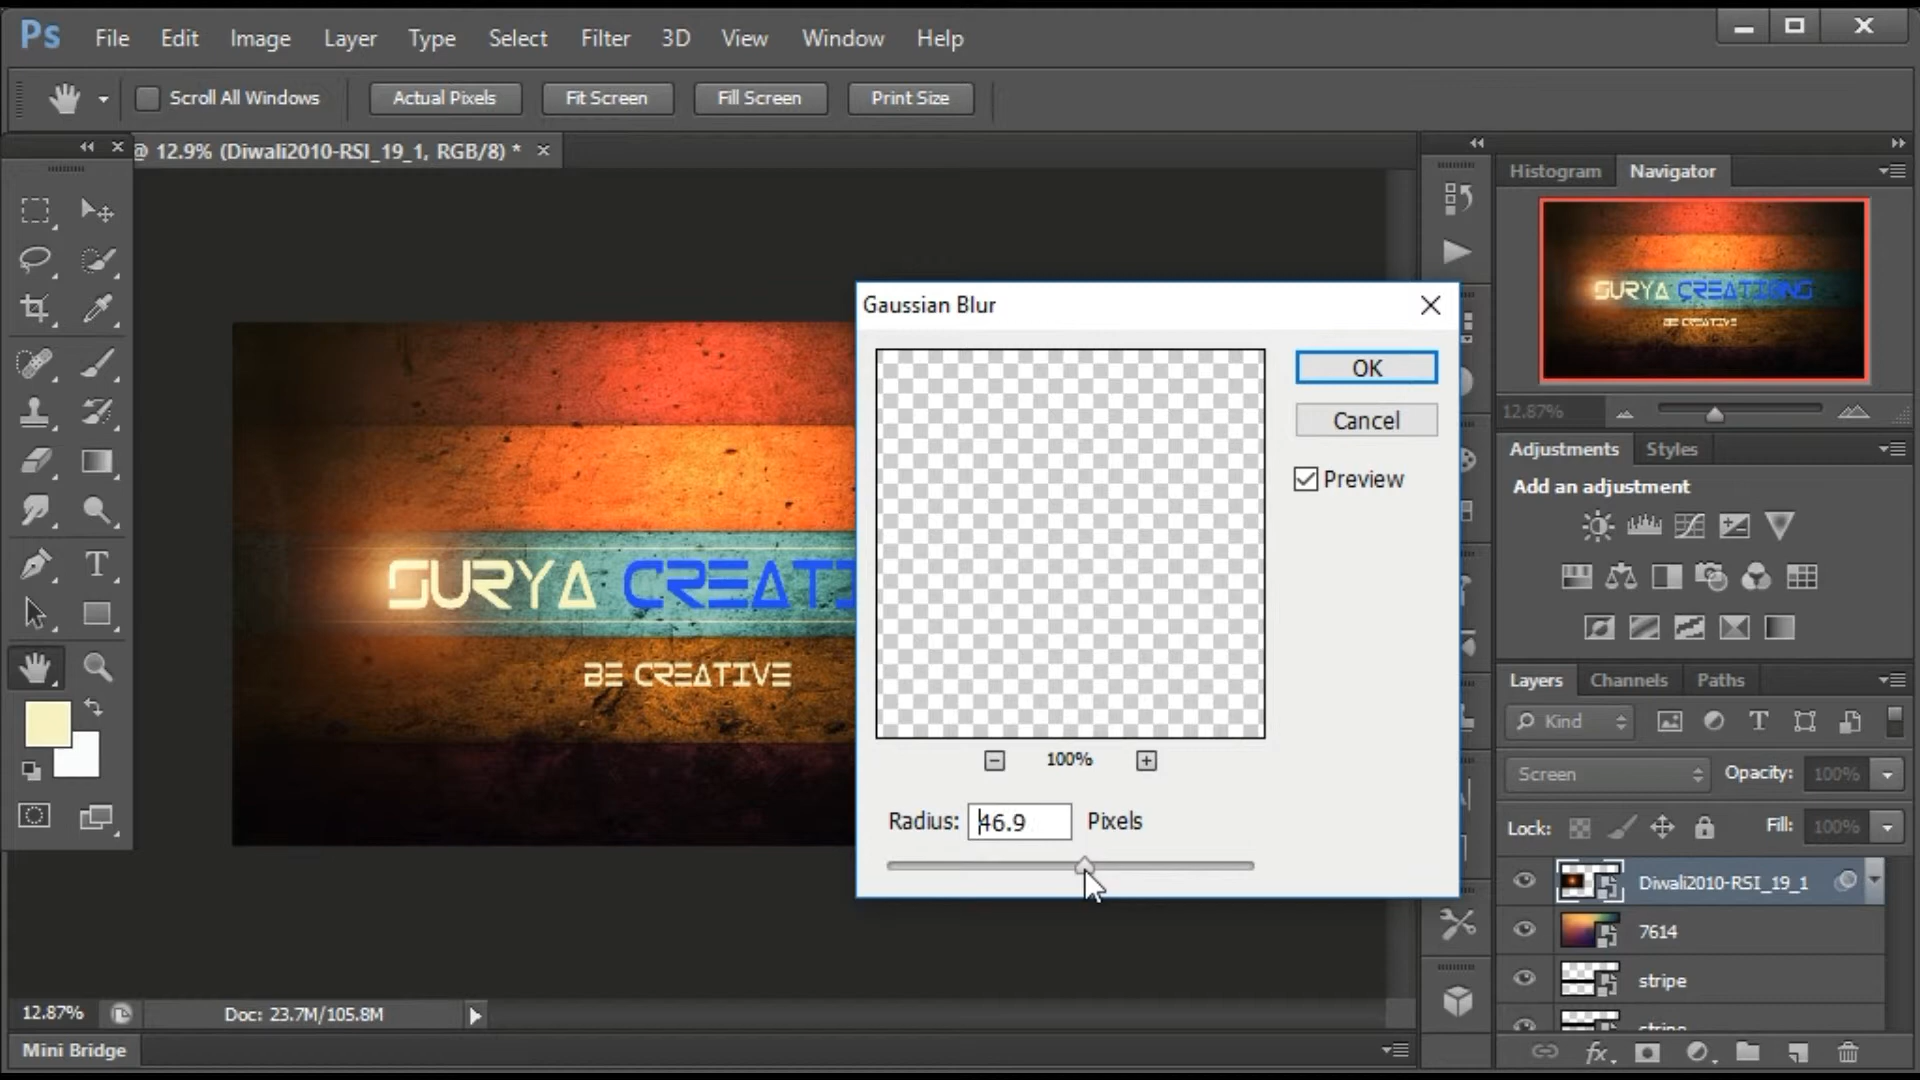 Ps File Edit Image Layer Type Select Filter 3D View Window Help
Scroll All Windows Actual Pixels Fit Screen Fill Screen Print Size
@ 12.9% (Diwali2010-RSI_19_1, RGB/8) * ×
Histogram Navigator
SURYA CREATIONS
BE CREATIVE
12.87%
Gaussian Blur
OK
Cancel
Preview
100%
Radius: 46.9 Pixels
SURYA CREATI
BE CREATIVE
Adjustments Styles
Add an adjustment
Layers Channels Paths
Kind
Screen Opacity: 100%
Lock: Fill: 100%
Diwali2010-RSI_19_1
7614
stripe
stripe
fx
12.87% Doc: 23.7M/105.8M
Mini Bridge